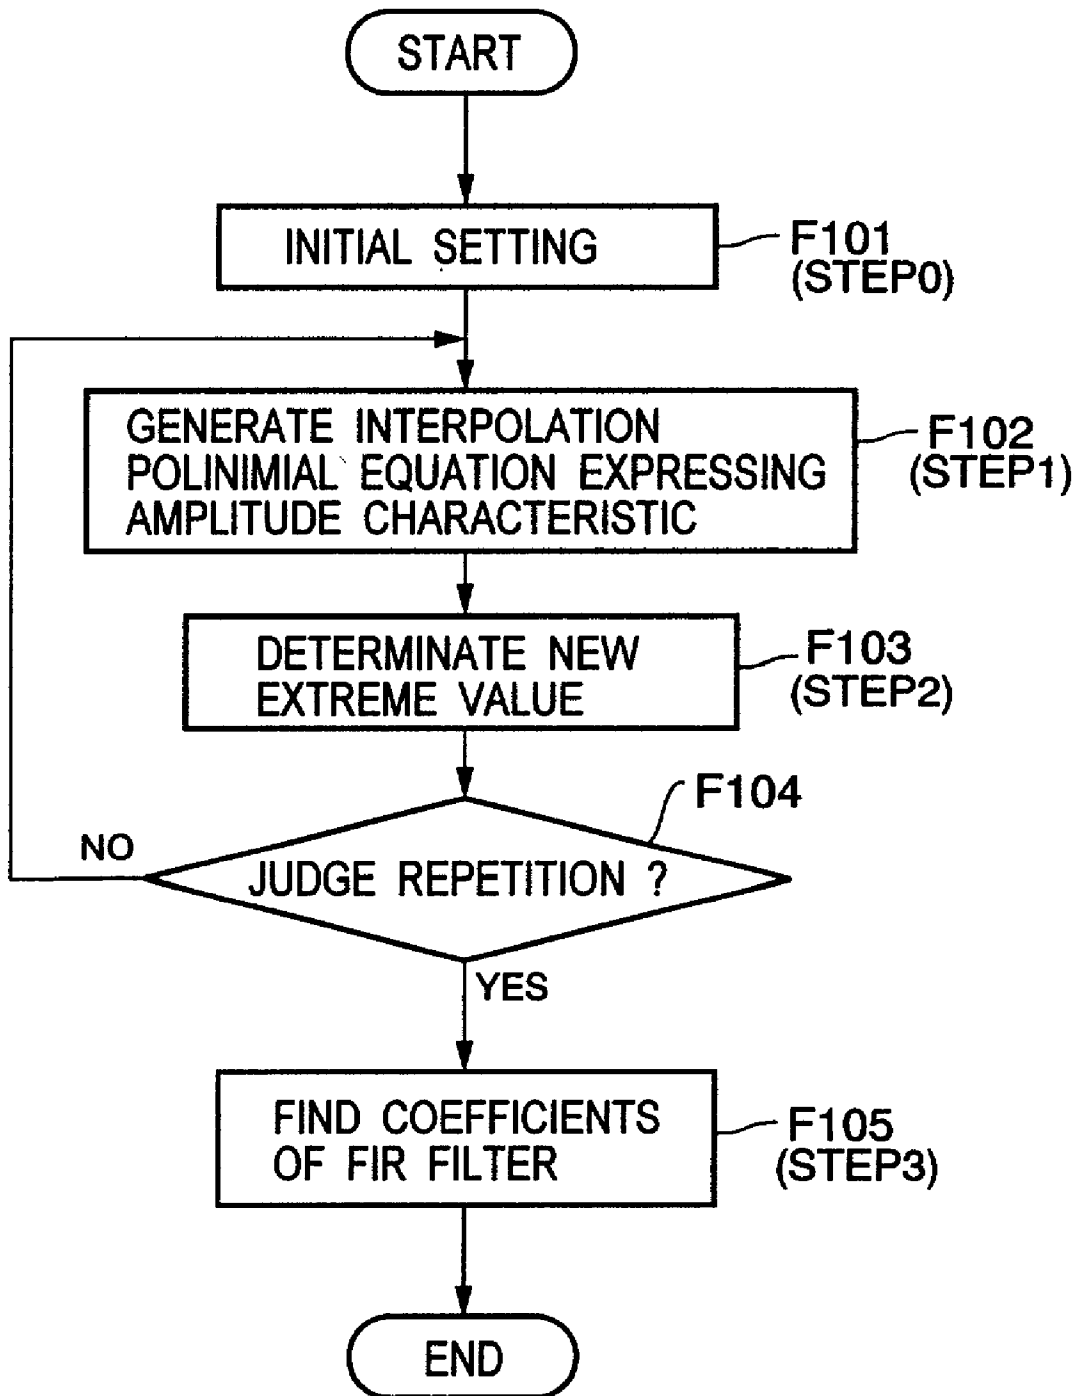 START
INITIAL SETTING
F101
(STEP0)
GENERATE INTERPOLATION
POLINIMIAL EQUATION EXPRESSING
AMPLITUDE CHARACTERISTIC
F102
(STEP1)
DETERMINATE NEW
EXTREME VALUE
F103
(STEP2)
F104
NO
JUDGE REPETITION ?
YES
FIND COEFFICIENTS
OF FIR FILTER
F105
(STEP3)
END